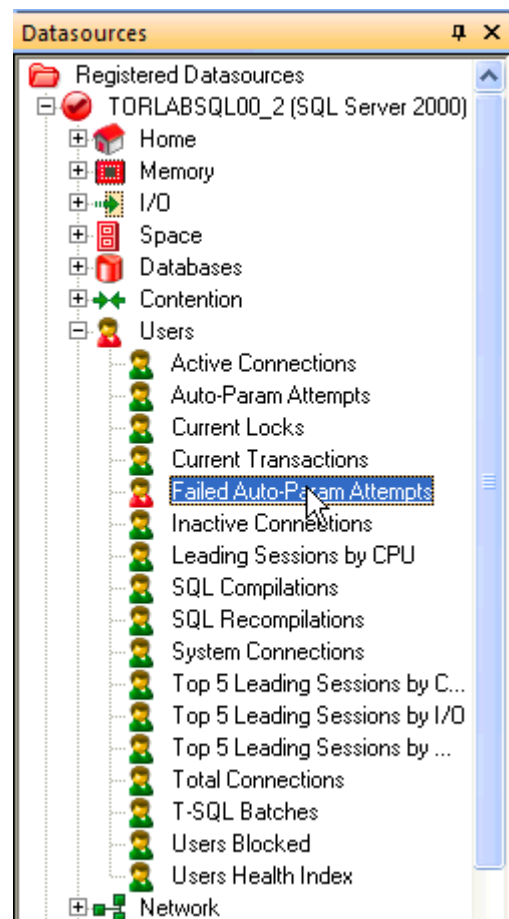 Datasources
Registered Datasources
TORLABSQL00_2 (SQL Server 2000)
Home
Memory
I/O
Space
Databases
Contention
Users
Active Connections
Auto-Param Attempts
Current Locks
Current Transactions
Failed Auto-Param Attempts
Inactive Connections
Leading Sessions by CPU
SQL Compilations
SQL Recompilations
System Connections
Top 5 Leading Sessions by C...
Top 5 Leading Sessions by I/O
Top 5 Leading Sessions by ...
Total Connections
T-SQL Batches
Users Blocked
Users Health Index
Network